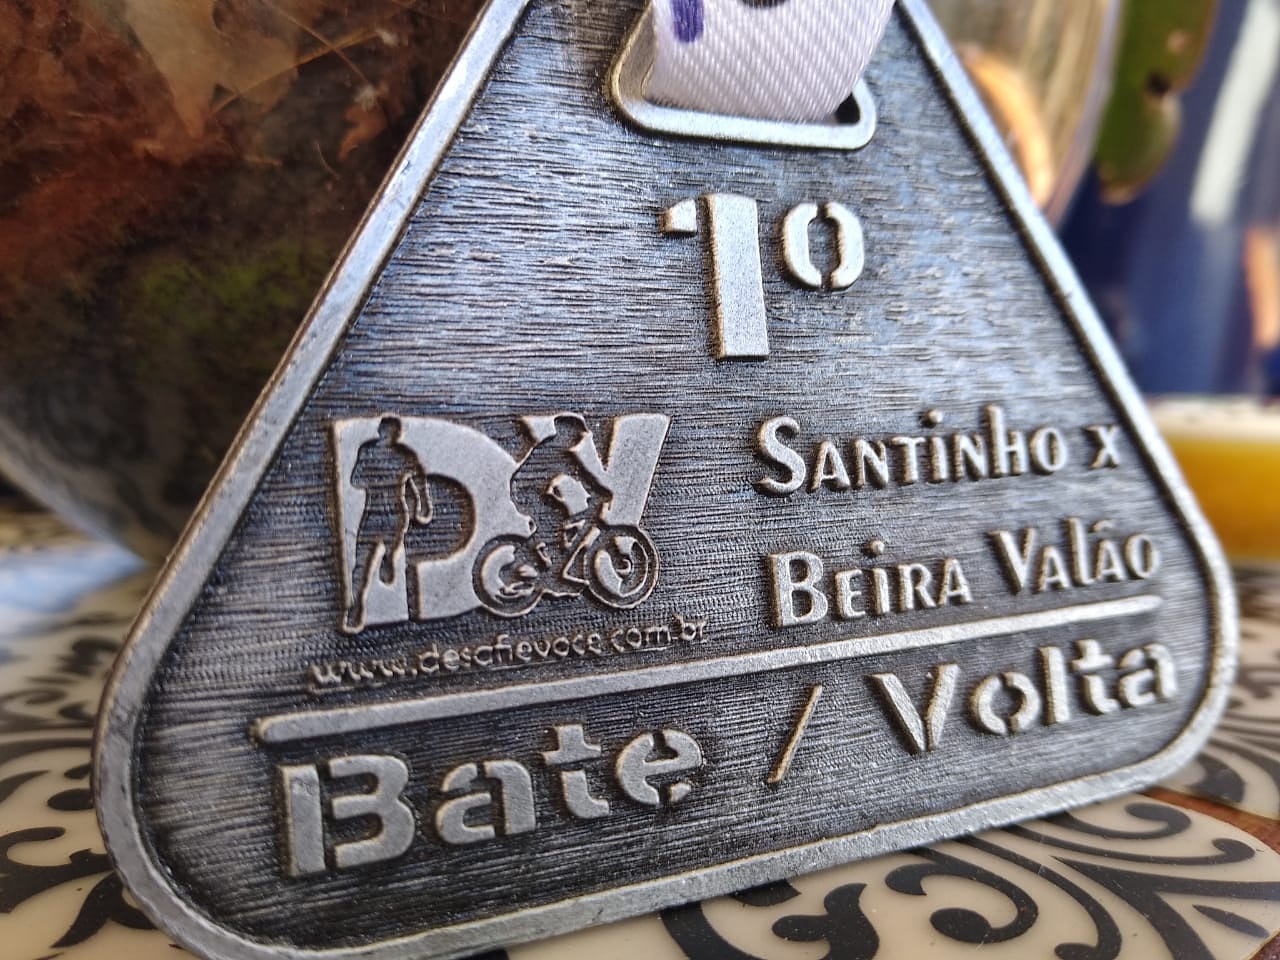 1º
DV
Santinho x
Beira Valão
www.desafievoce.com.br
Bate / Volta